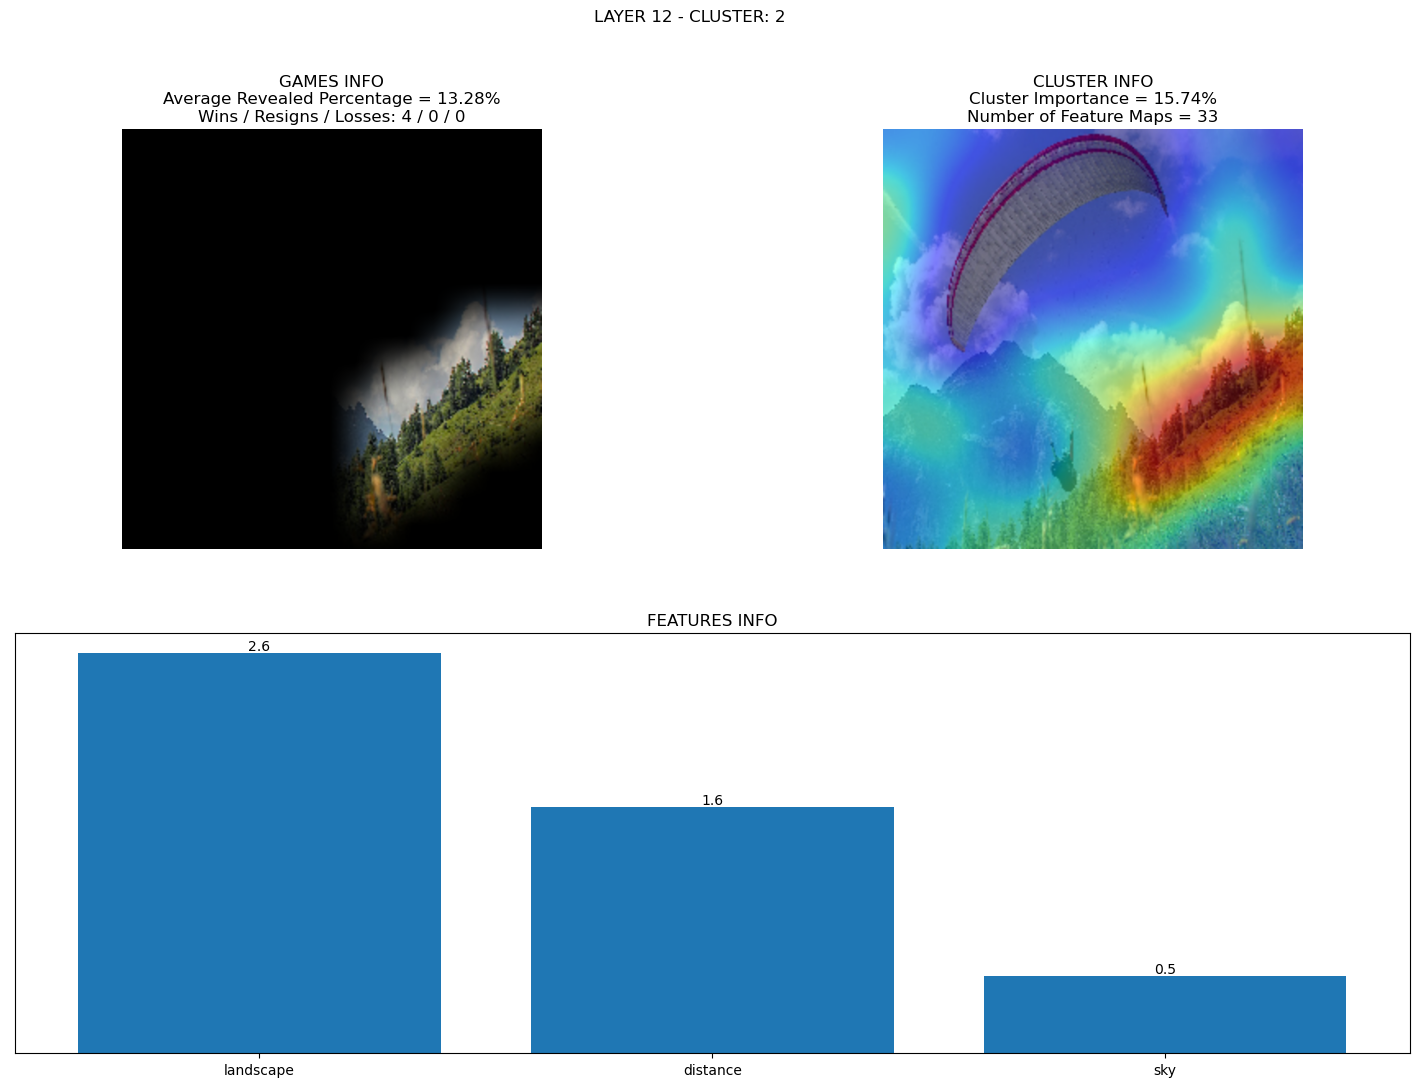 LAYER 12 - CLUSTER: 2
GAMES INFO
Average Revealed Percentage = 13.28%
Wins / Resigns / Losses: 4 / 0 / 0
CLUSTER INFO
Cluster Importance = 15.74%
Number of Feature Maps = 33
FEATURES INFO
2.6
1.6
0.5
landscape
distance
sky